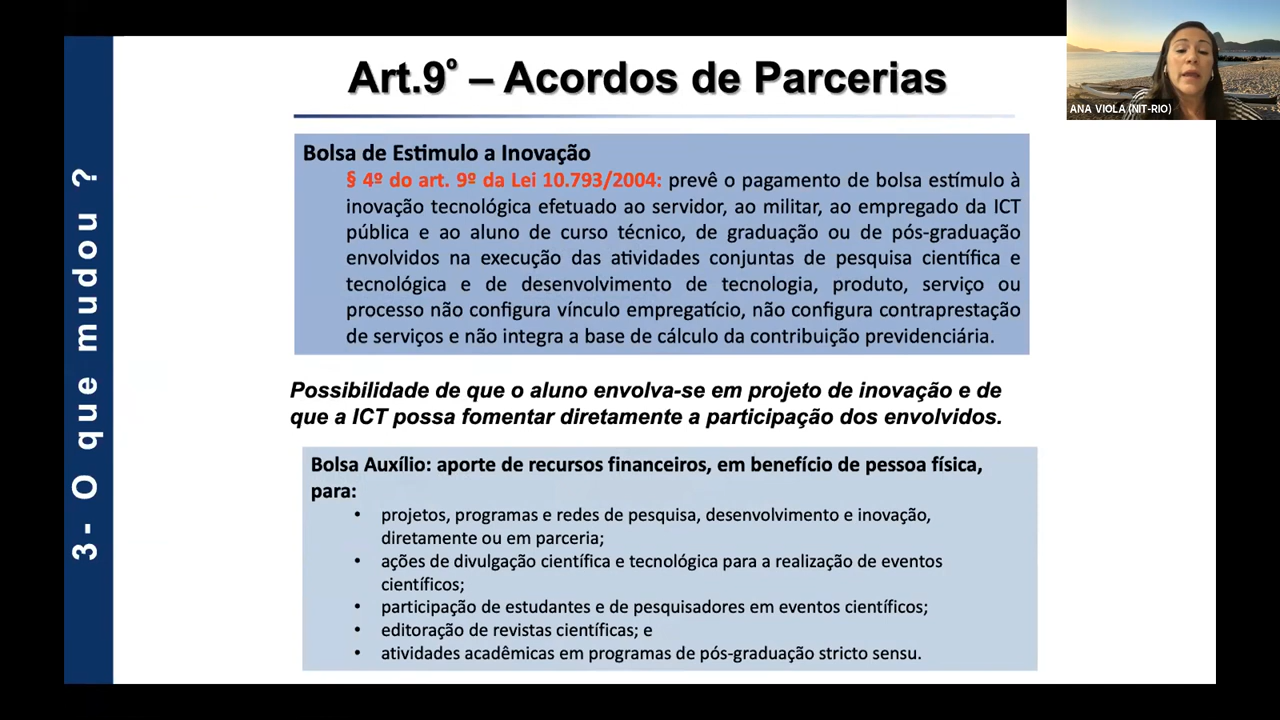 Art.9º – Acordos de Parcerias
ANA VIOLA (NIT-RIO)
3- O que mudou ?
Bolsa de Estimulo a Inovação
§ 4º do art. 9º da Lei 10.793/2004: prevê o pagamento de bolsa estímulo à
inovação tecnológica efetuado ao servidor, ao militar, ao empregado da ICT
pública e ao aluno de curso técnico, de graduação ou de pós-graduação
envolvidos na execução das atividades conjuntas de pesquisa científica e
tecnológica e de desenvolvimento de tecnologia, produto, serviço ou
processo não configura vínculo empregatício, não configura contraprestação
de serviços e não integra a base de cálculo da contribuição previdenciária.
Possibilidade de que o aluno envolva-se em projeto de inovação e de
que a ICT possa fomentar diretamente a participação dos envolvidos.
Bolsa Auxílio: aporte de recursos financeiros, em benefício de pessoa física,
para:
• projetos, programas e redes de pesquisa, desenvolvimento e inovação,
diretamente ou em parceria;
• ações de divulgação científica e tecnológica para a realização de eventos
científicos;
• participação de estudantes e de pesquisadores em eventos científicos;
• editoração de revistas científicas; e
• atividades acadêmicas em programas de pós-graduação stricto sensu.